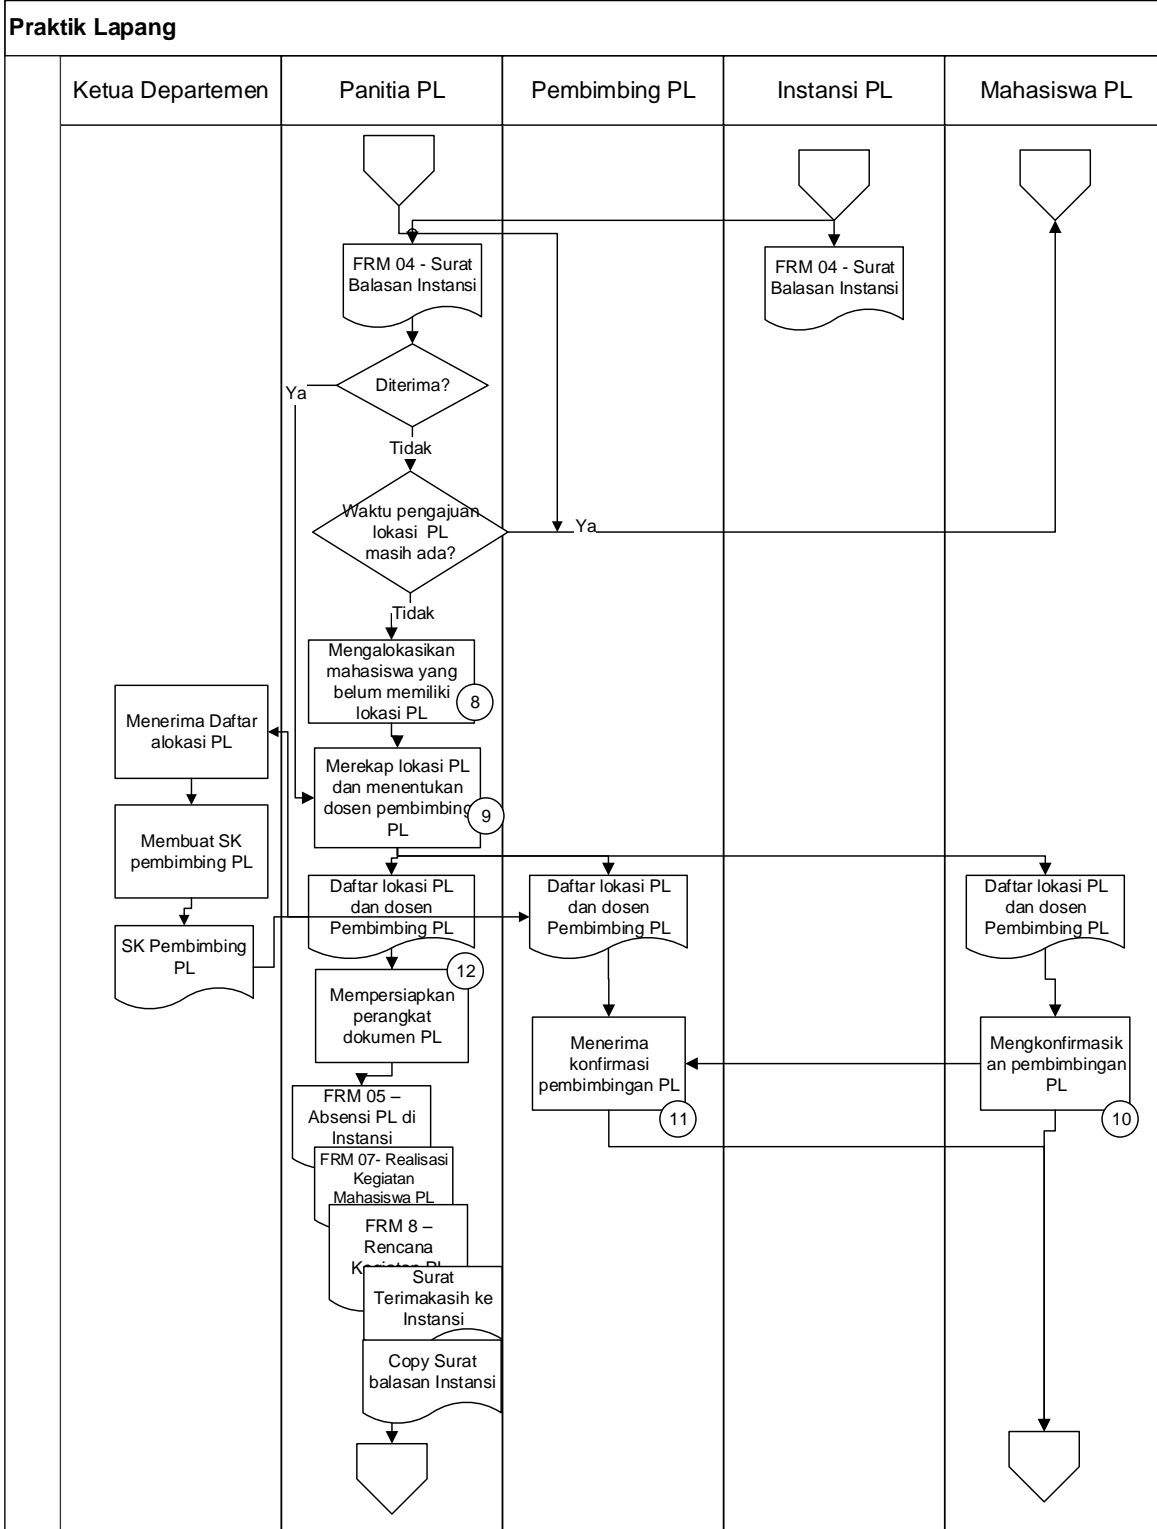 Praktik Lapang
Ketua Departemen
Panitia PL
Pembimbing PL
Instansi PL
Mahasiswa PL
FRM 04 - Surat
Balasan Instansi
FRM 04 - Surat
Balasan Instansi
Diterima?
Ya
Tidak
Waktu pengajuan
lokasi PL
masih ada?
Ya
Tidak
Mengalokasikan
mahasiswa yang
belum memiliki
lokasi PL
8
Menerima Daftar
alokasi PL
Merekap lokasi PL
dan menentukan
dosen pembimbing
PL
9
Membuat SK
pembimbing PL
Daftar lokasi PL
dan dosen
Pembimbing PL
Daftar lokasi PL
dan dosen
Pembimbing PL
Daftar lokasi PL
dan dosen
Pembimbing PL
SK Pembimbing
PL
12
Mempersiapkan
perangkat
dokumen PL
Menerima
konfirmasi
pembimbingan PL
11
Mengkonfirmasik
an pembimbingan
PL
10
FRM 05 –
Absensi PL di
Instansi
FRM 07- Realisasi
Kegiatan
Mahasiswa PL
FRM 8 –
Rencana
Kegiatan PL
Surat
Terimakasih ke
Instansi
Copy Surat
balasan Instansi